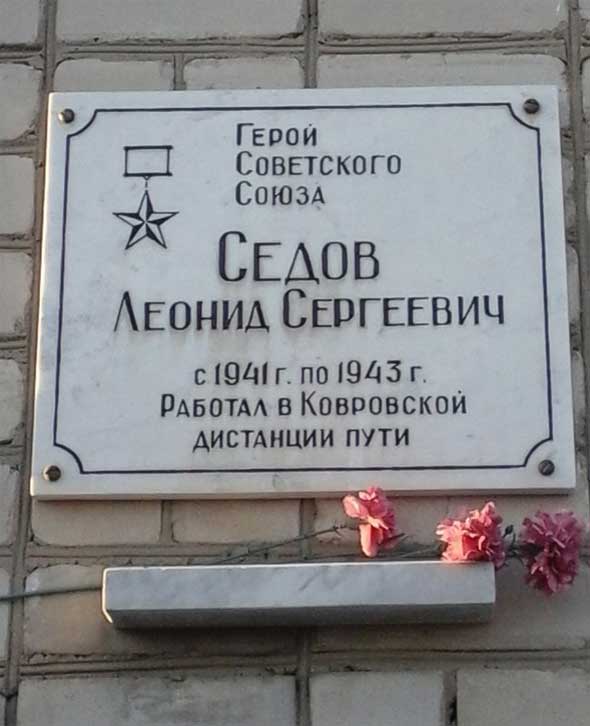 Герой
Советского
Союза
Седов
Леонид Сергеевич
с 1941 г. по 1943 г.
Работал в Ковровской
дистанции пути